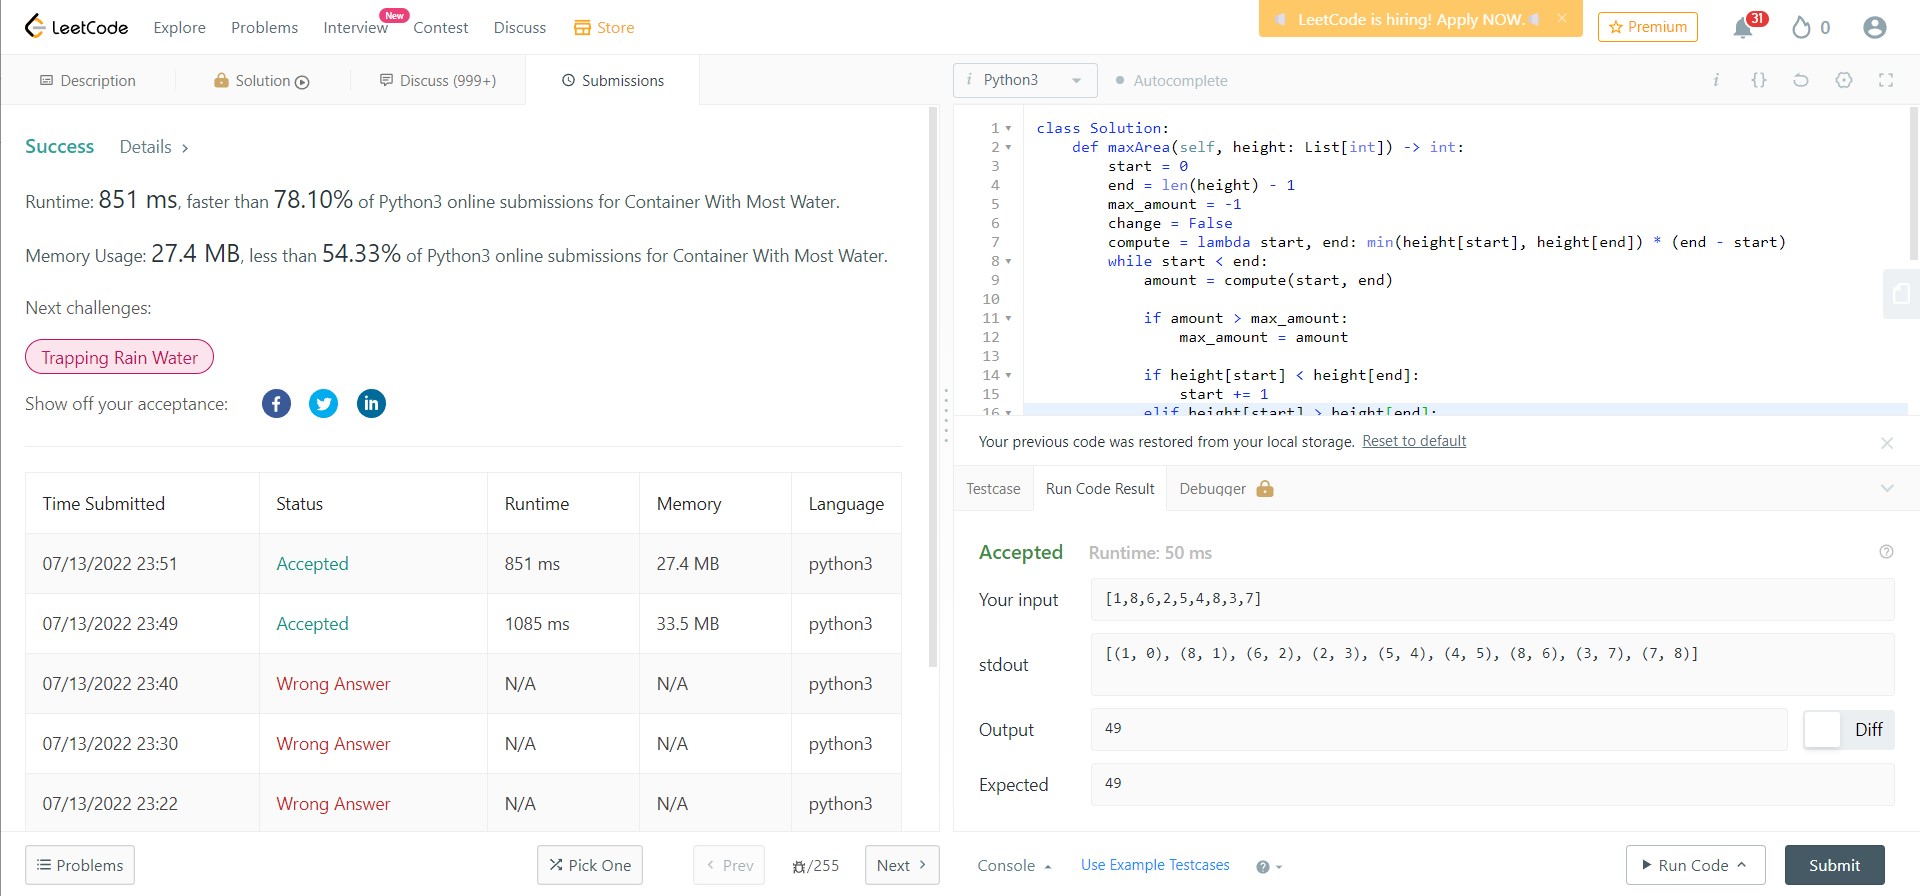 LeetCode Explore Problems Interview New Contest Discuss Store LeetCode is hiring! Apply NOW. Premium 31 0
Description Solution Discuss (999+) Submissions
Success Details
Runtime: 851 ms, faster than 78.10% of Python3 online submissions for Container With Most Water.
Memory Usage: 27.4 MB, less than 54.33% of Python3 online submissions for Container With Most Water.
Next challenges:
Trapping Rain Water
Show off your acceptance:
Time Submitted Status Runtime Memory Language
07/13/2022 23:51 Accepted 851 ms 27.4 MB python3
07/13/2022 23:49 Accepted 1085 ms 33.5 MB python3
07/13/2022 23:40 Wrong Answer N/A N/A python3
07/13/2022 23:30 Wrong Answer N/A N/A python3
07/13/2022 23:22 Wrong Answer N/A N/A python3
Problems Pick One < Prev /255 Next >
i Python3 Autocomplete i {}
1 class Solution:
2 def maxArea(self, height: List[int]) -> int:
3 start = 0
4 end = len(height) - 1
5 max_amount = -1
6 change = False
7 compute = lambda start, end: min(height[start], height[end]) * (end - start)
8 while start < end:
9 amount = compute(start, end)
10
11 if amount > max_amount:
12 max_amount = amount
13
14 if height[start] < height[end]:
15 start += 1
16 elif height[start] > height[end]:
Your previous code was restored from your local storage. Reset to default
Testcase Run Code Result Debugger
Accepted Runtime: 50 ms
Your input [1,8,6,2,5,4,8,3,7]
stdout [(1, 0), (8, 1), (6, 2), (2, 3), (5, 4), (4, 5), (8, 6), (3, 7), (7, 8)]
Output 49 Diff
Expected 49
Console Use Example Testcases Run Code Submit